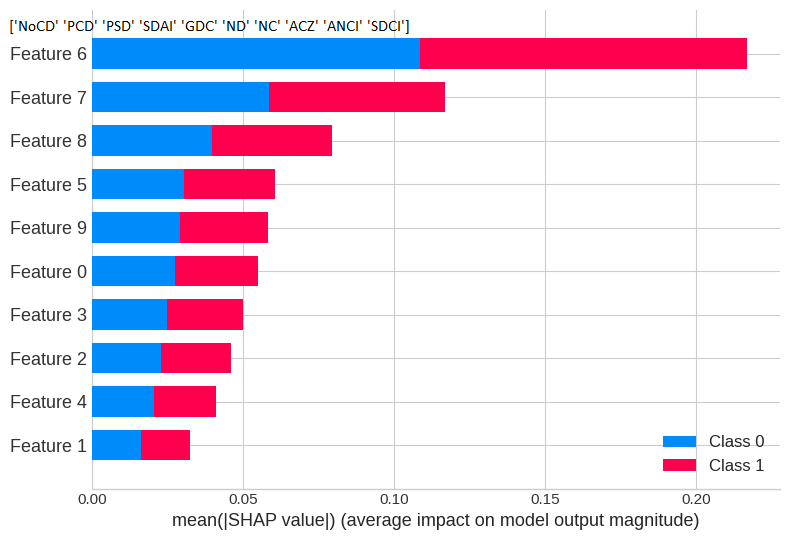 ['NoCD' 'PCD' 'PSD' 'SDAI' 'GDC' 'ND' 'NC' 'ACZ' 'ANCI' 'SDCI']
Feature 6
Feature 7
Feature 8
Feature 5
Feature 9
Feature 0
Feature 3
Feature 2
Feature 4
Feature 1
Class 0
Class 1
0.00 0.05 0.10 0.15 0.20
mean(|SHAP value|) (average impact on model output magnitude)